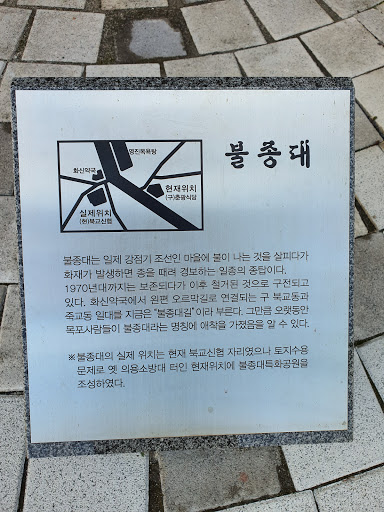 불종대
명진목욕탕
화신약국
현재위치
(구)춘광식당
실제위치
(현)북교신협
불종대는 일제 강점기 조선인 마을에 불이 나는 것을 살피다가
화재가 발생하면 종을 때려 경보하는 일종의 종탑이다.
1970년대까지는 보존되다가 이후 철거된 것으로 구전되고
있다. 화신약국에서 왼편 오르막길로 연결되는 구 북교동과
죽교동 일대를 지금은 "불종대길"이라 부른다. 그만큼 오랫동안
목포사람들이 불종대라는 명칭에 애착을 가졌음을 알 수 있다.
※불종대의 실제 위치는 현재 북교신협 자리였으나 토지수용
문제로 옛 의용소방대 터인 현재위치에 불종대특화공원을
조성하였다.